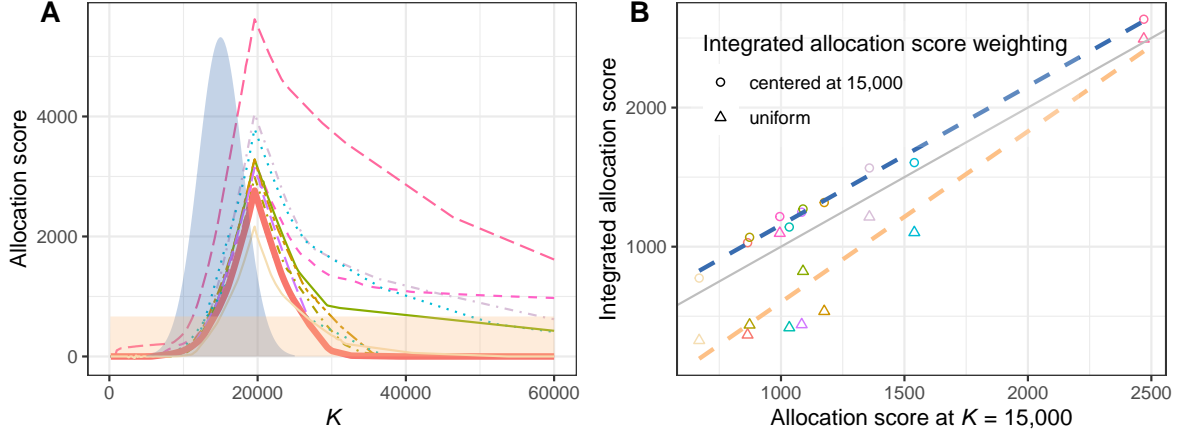 A
Allocation score
4000
2000
0
0
20000
40000
60000
K
B
Integrated allocation score
Integrated allocation score weighting
centered at 15,000
uniform
2000
1000
1000
1500
2000
2500
Allocation score at K = 15,000